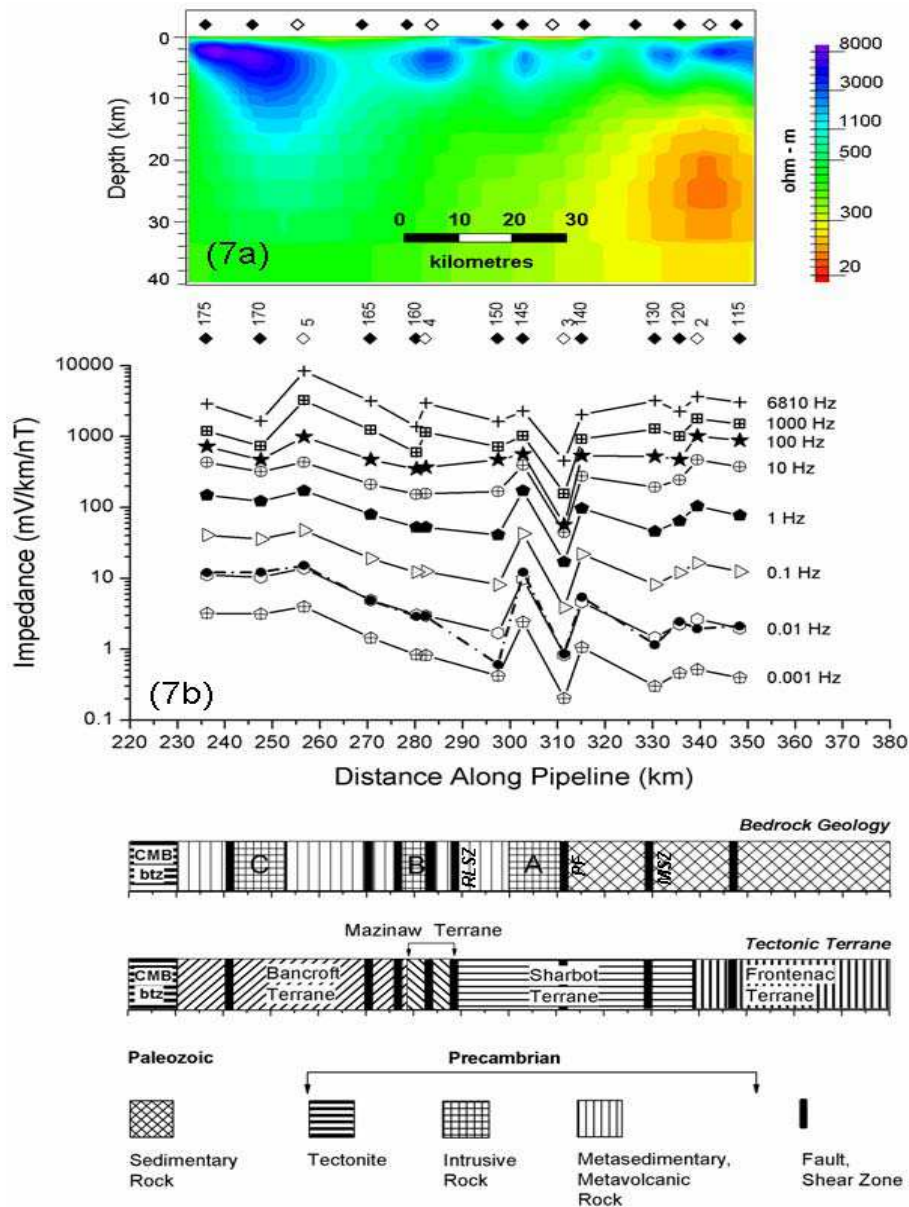 0
10
20
30
40
Depth (km)
(7a)
0 10 20 30
kilometres
8000
3000
1100
500
300
20
ohm - m
175 170 5 165 160 4 150 145 3 140 130 120 2 115
10000
1000
100
10
1
0.1
Impedance (mV/km/nT)
6810 Hz
1000 Hz
100 Hz
10 Hz
1 Hz
0.1 Hz
0.01 Hz
0.001 Hz
(7b)
220 230 240 250 260 270 280 290 300 310 320 330 340 350 360 370 380
Distance Along Pipeline (km)
Bedrock Geology
CMB
btz
C B RLSZ A PF MSZ
Mazinaw Terrane
Tectonic Terrane
CMB
btz
Bancroft
Terrane
Sharbot
Terrane
Frontenac
Terrane
Paleozoic Precambrian
Sedimentary
Rock
Tectonite
Intrusive
Rock
Metasedimentary,
Metavolcanic
Rock
Fault,
Shear Zone